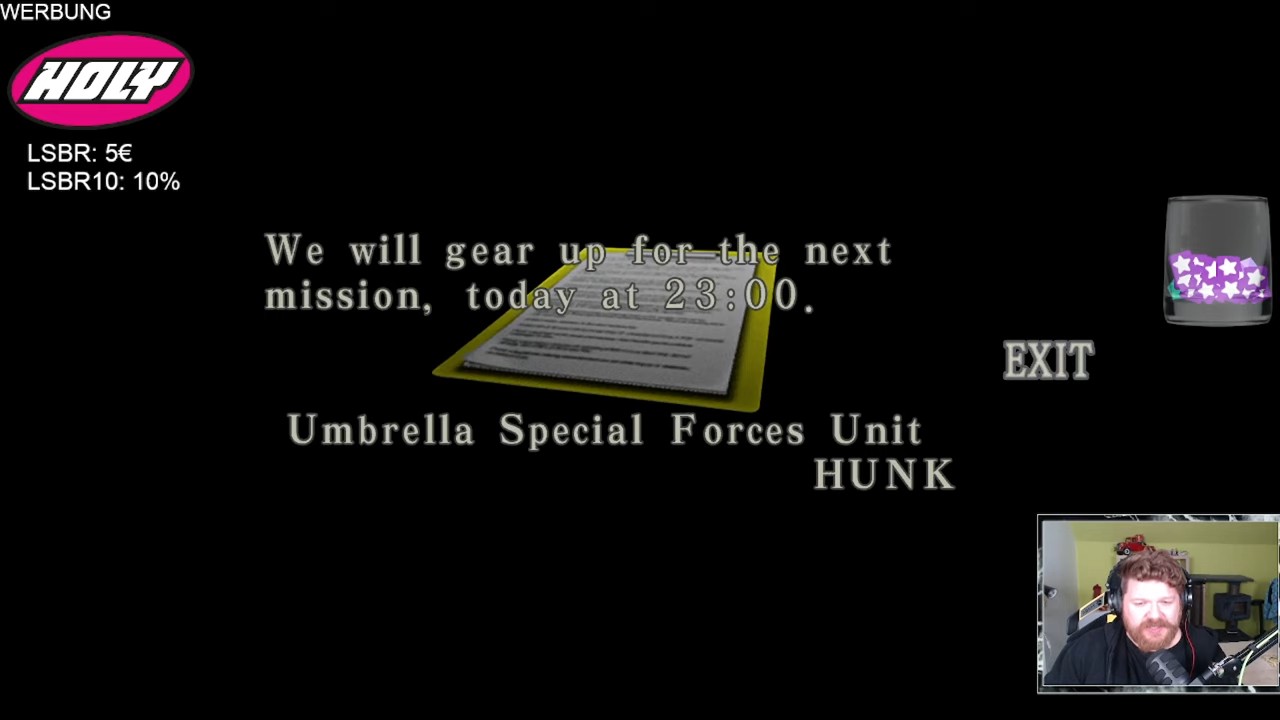 WERBUNG
HOLY
LSBR: 5€
LSBR10: 10%
We will gear up for the next
mission, today at 23:00.
EXIT
Umbrella Special Forces Unit
HUNK